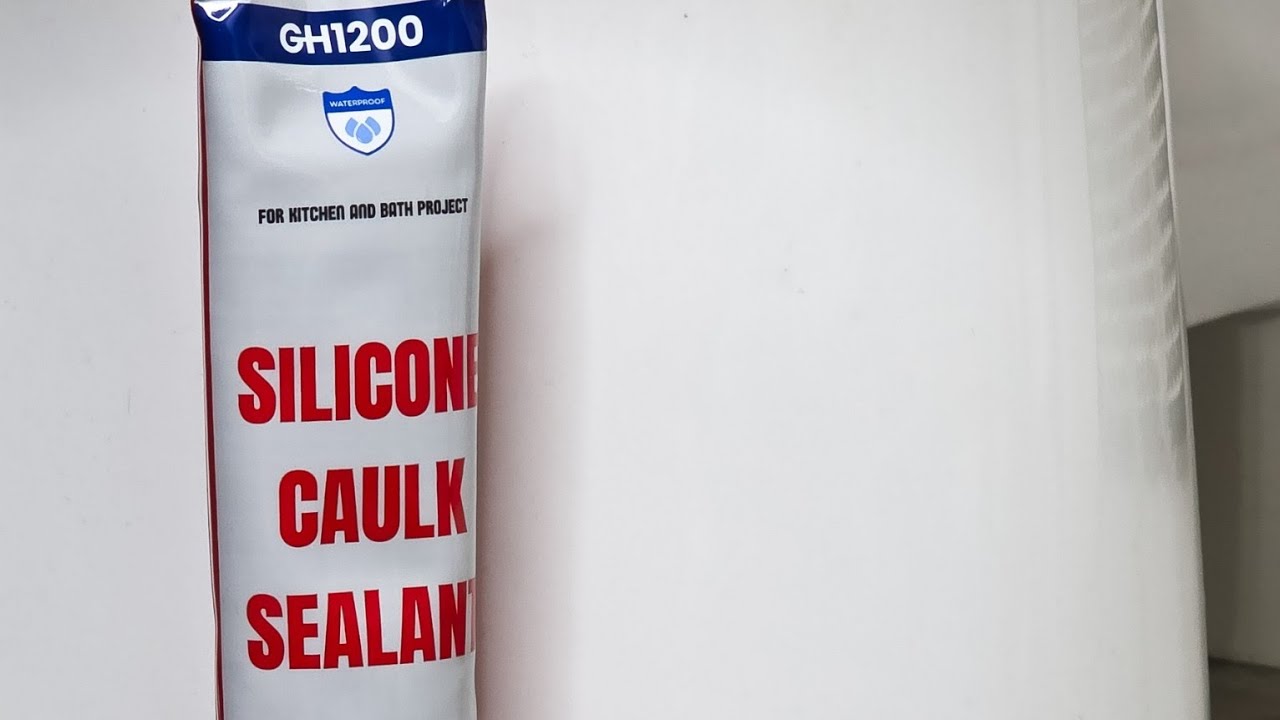 GH1200
WATERPROOF
FOR KITCHEN AND BATH PROJECT
SILICONE
CAULK
SEALANT